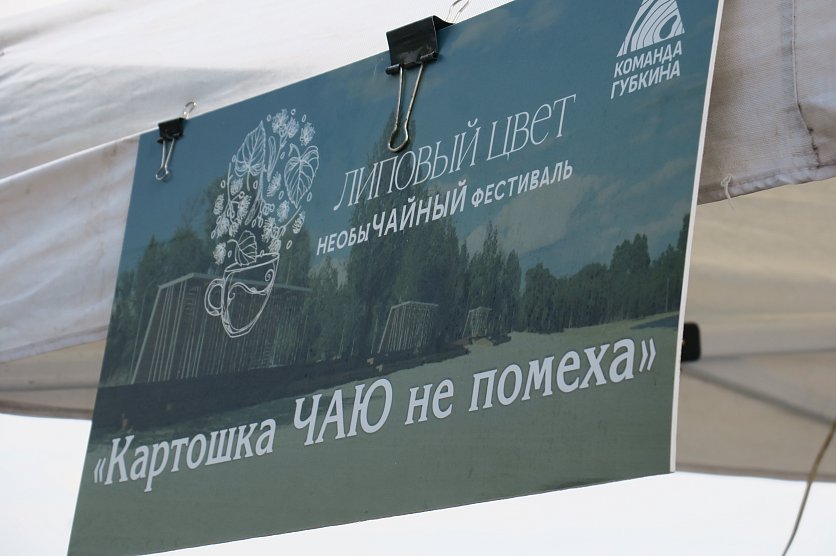 КОМАНДА
ГУБКИНА
ЛИПОВЫЙ ЦВЕТ
НЕОБЫЧАЙНЫЙ ФЕСТИВАЛЬ
«Картошка ЧАЮ не помеха»